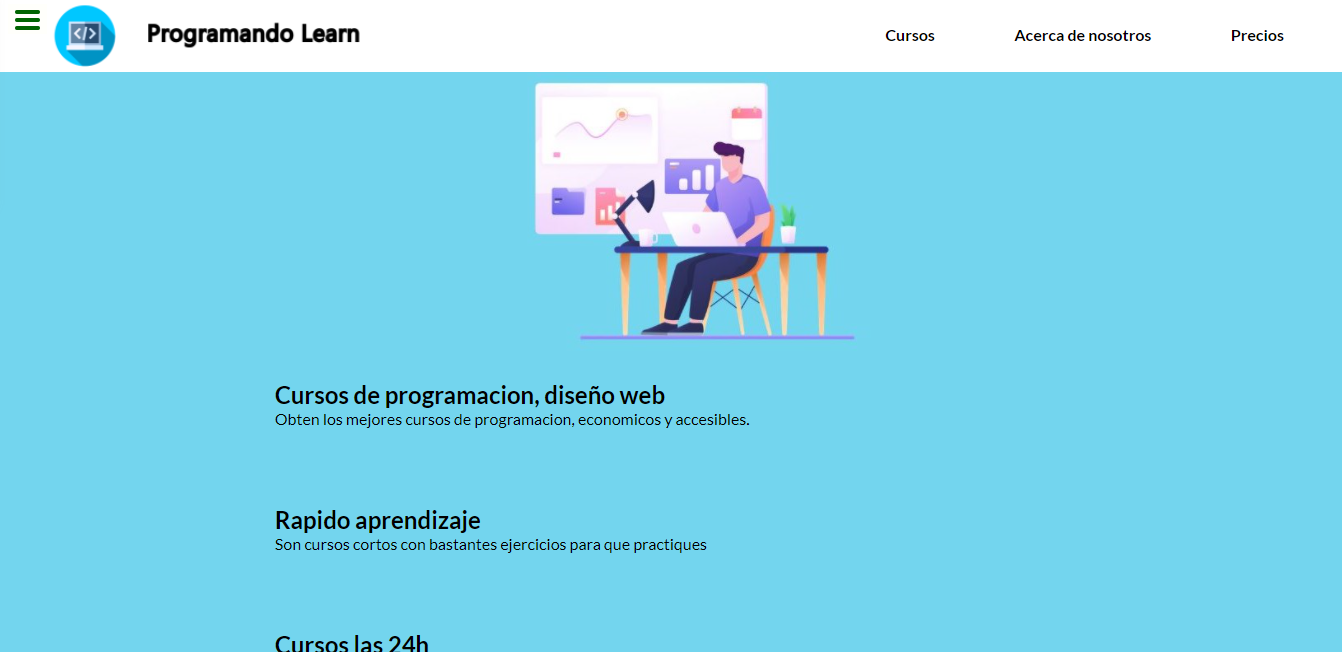 </>
Programando Learn
Cursos
Acerca de nosotros
Precios
Cursos de programacion, diseño web
Obten los mejores cursos de programacion, economicos y accesibles.
Rapido aprendizaje
Son cursos cortos con bastantes ejercicios para que practiques
Cursos las 24h